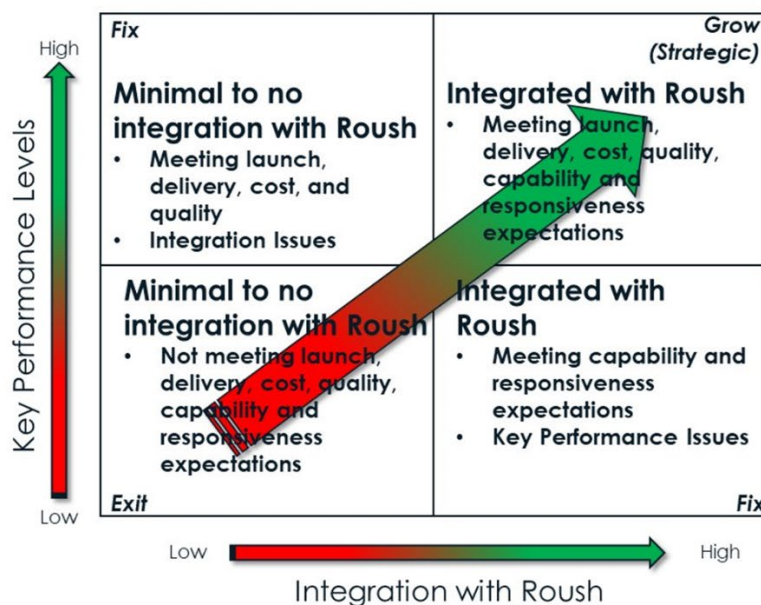 Fix
Grow
(Strategic)
High
Key Performance Levels
Low
Minimal to no
integration with Roush
• Meeting launch,
delivery, cost, and
quality
• Integration Issues
Integrated with Roush
• Meeting launch,
delivery, cost, quality,
capability and
responsiveness
expectations
Minimal to no
integration with Roush
• Not meeting launch,
delivery, cost, quality,
capability and
responsiveness
expectations
Exit
Integrated with
Roush
• Meeting capability and
responsiveness
expectations
• Key Performance Issues
Fix
Low
High
Integration with Roush